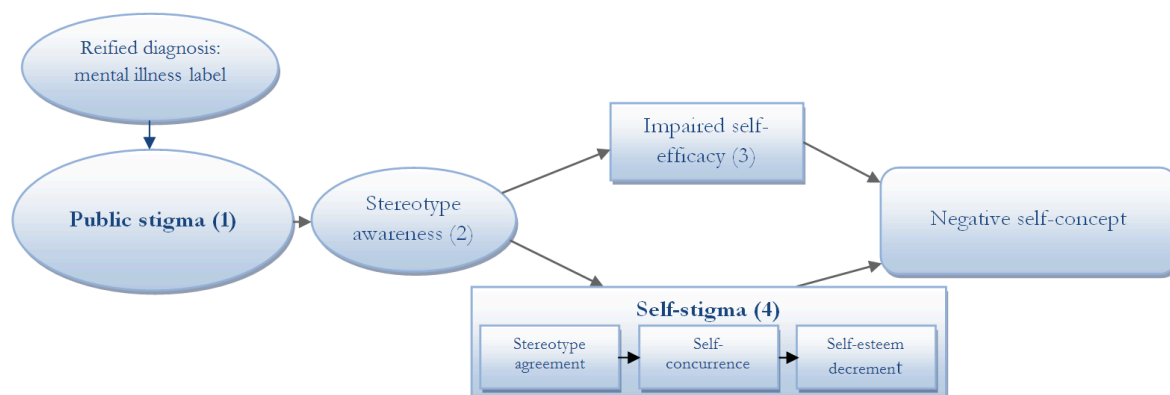 Reified diagnosis:
mental illness label
Public stigma (1)
Stereotype
awareness (2)
Impaired self-
efficacy (3)
Negative self-concept
Self-stigma (4)
Stereotype
agreement
Self-
concurrence
Self-esteem
decrement